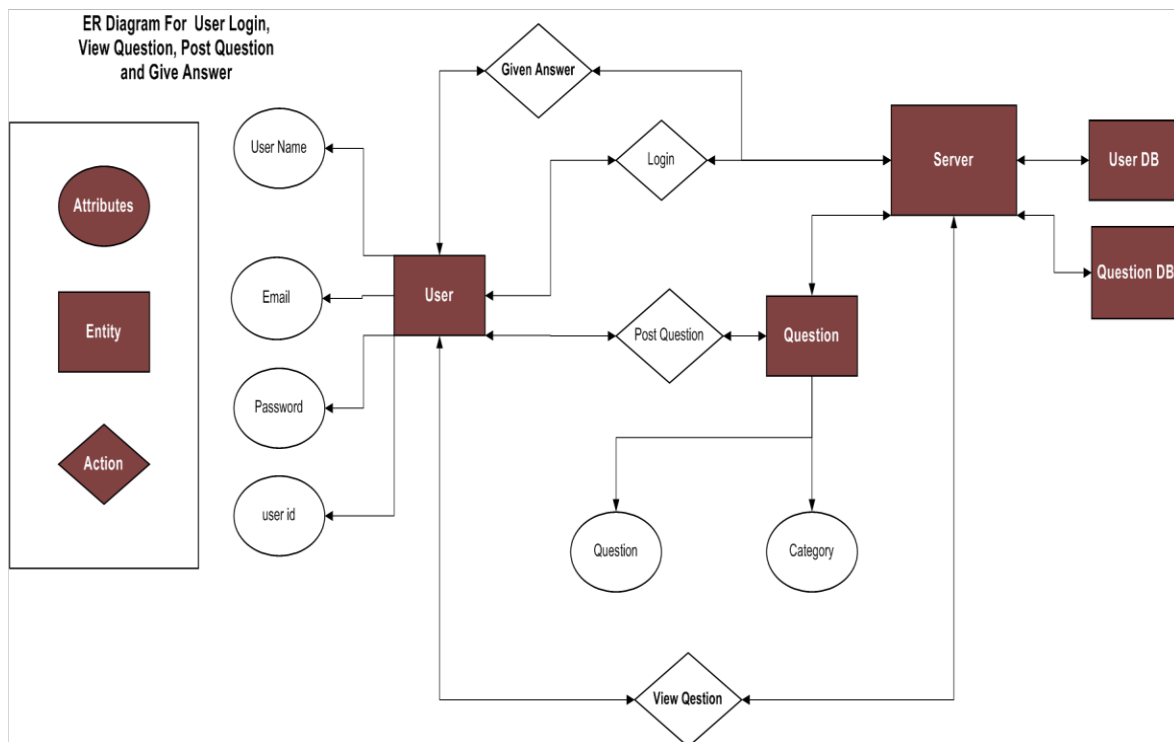 ER Diagram For User Login,
View Question, Post Question
and Give Answer
Attributes
Entity
Action
User Name
Email
Password
user id
User
Given Answer
Login
Post Question
Question
Server
User DB
Question DB
Question
Category
View Qestion